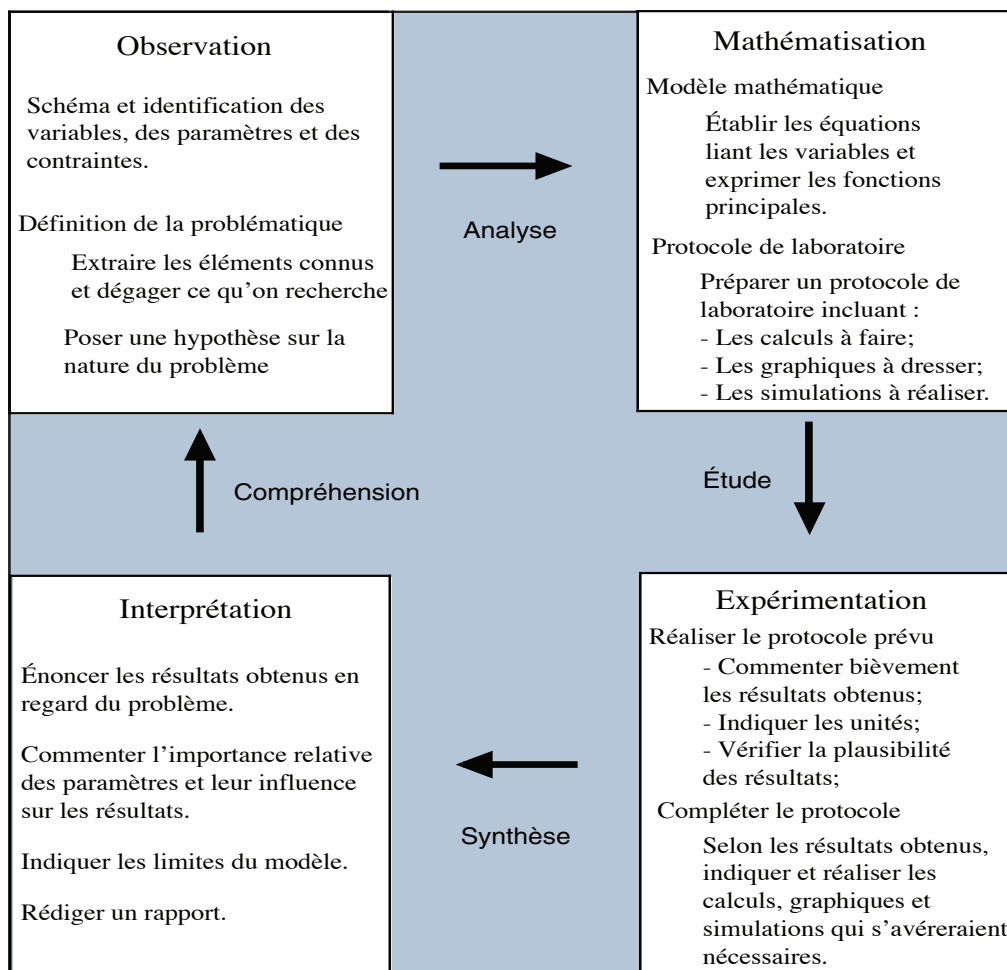 Observation
Schéma et identification des
variables, des paramètres et des
contraintes.
Définition de la problématique
Extraire les éléments connus
et dégager ce qu'on recherche
Poser une hypothèse sur la
nature du problème
Analyse
Mathématisation
Modèle mathématique
Établir les équations
liant les variables et
exprimer les fonctions
principales.
Protocole de laboratoire
Préparer un protocole de
laboratoire incluant :
- Les calculs à faire;
- Les graphiques à dresser;
- Les simulations à réaliser.
Étude
Expérimentation
Réaliser le protocole prévu
- Commenter bièvement
les résultats obtenus;
- Indiquer les unités;
- Vérifier la plausibilité
des résultats;
Compléter le protocole
Selon les résultats obtenus,
indiquer et réaliser les
calculs, graphiques et
simulations qui s'avéreraient
nécessaires.
Synthèse
Interprétation
Énoncer les résultats obtenus en
regard du problème.
Commenter l'importance relative
des paramètres et leur influence
sur les résultats.
Indiquer les limites du modèle.
Rédiger un rapport.
Compréhension